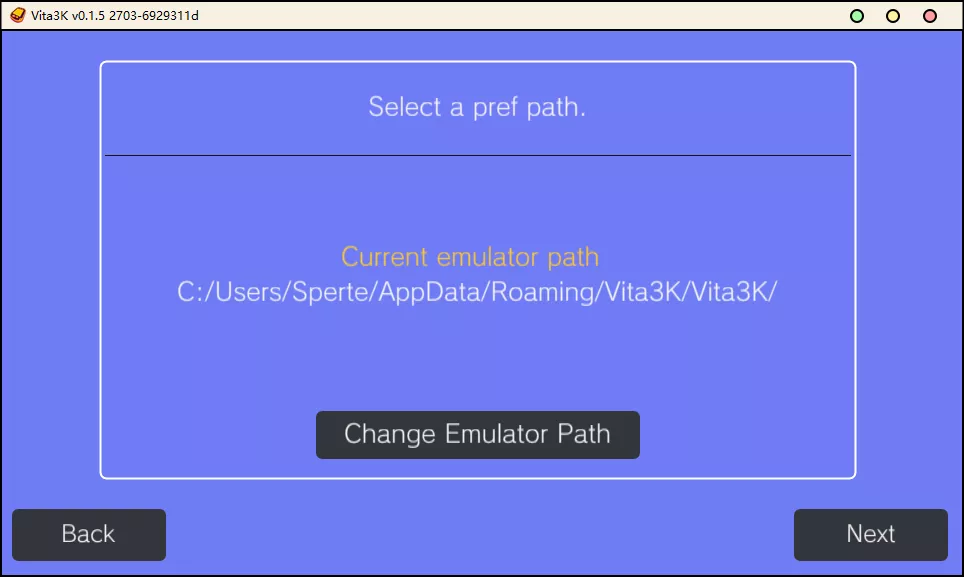 Vita3K v0.1.5 2703-6929311d
Select a pref path.
Current emulator path
C:/Users/Sperte/AppData/Roaming/Vita3K/Vita3K/
Change Emulator Path
Back
Next